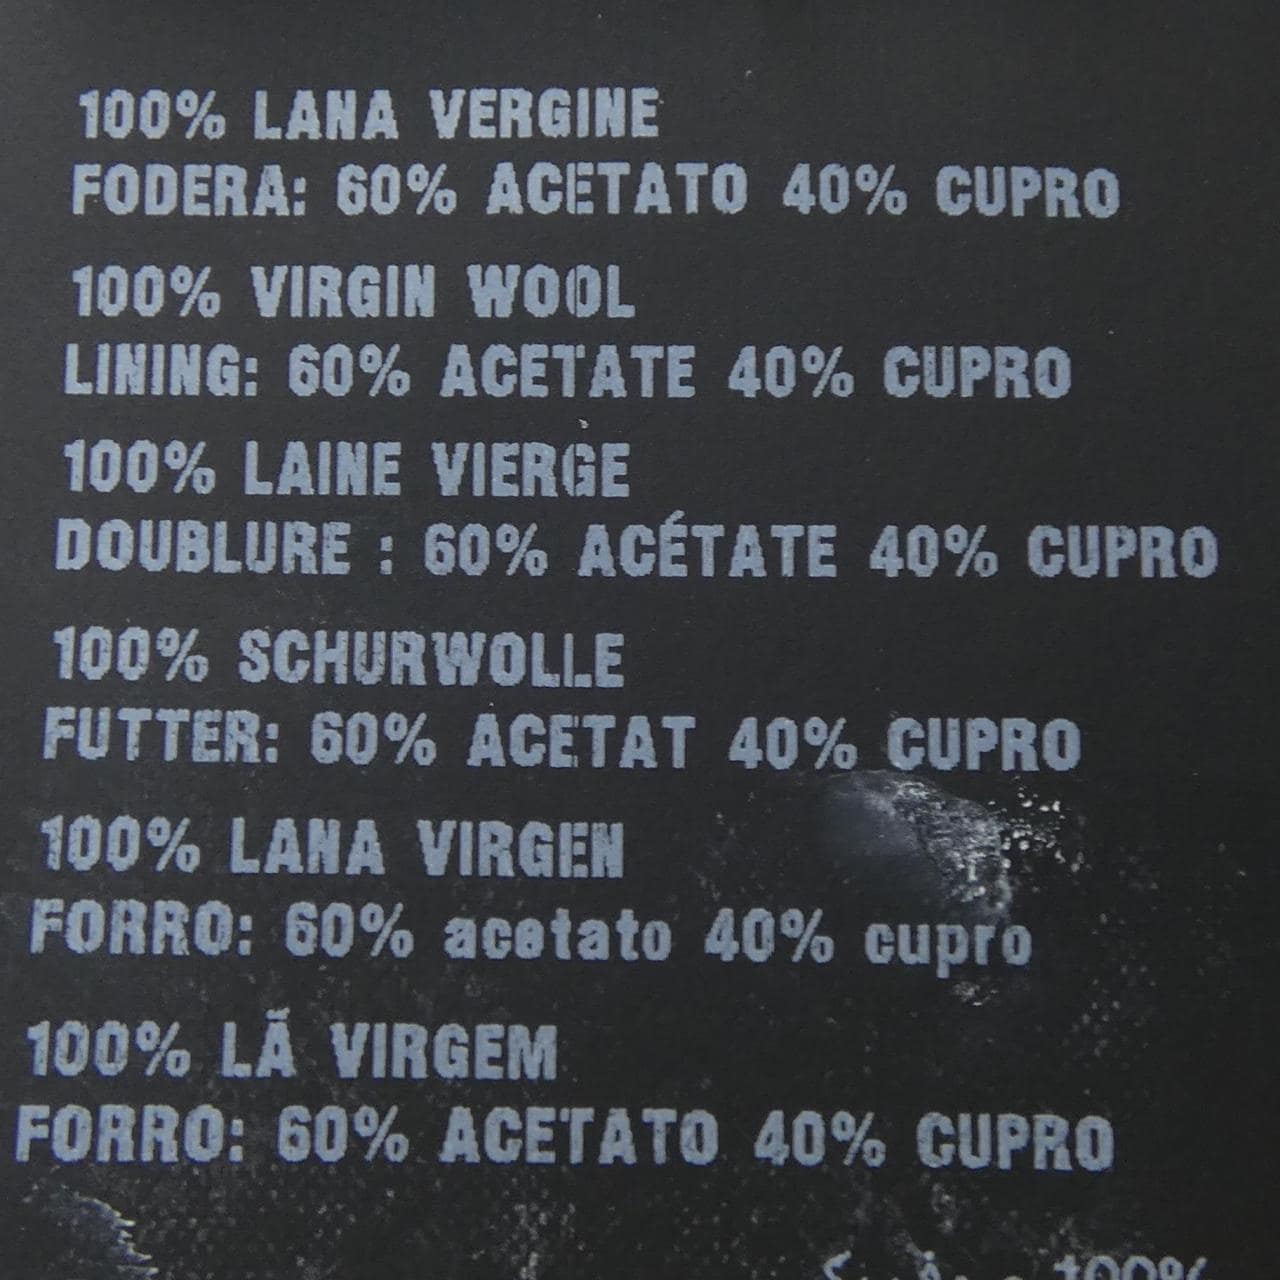 100% LANA VERGINE
FODERA: 60% ACETATO 40% CUPRO
100% VIRGIN WOOL
LINING: 60% ACETATE 40% CUPRO
100% LAINE VIERGE
DOUBLURE : 60% ACÉTATE 40% CUPRO
100% SCHURWOLLE
FUTTER: 60% ACETAT 40% CUPRO
100% LANA VIRGEN
FORRO: 60% acetato 40% cupro
100% LÃ VIRGEM
FORRO: 60% ACETATO 40% CUPRO
100%